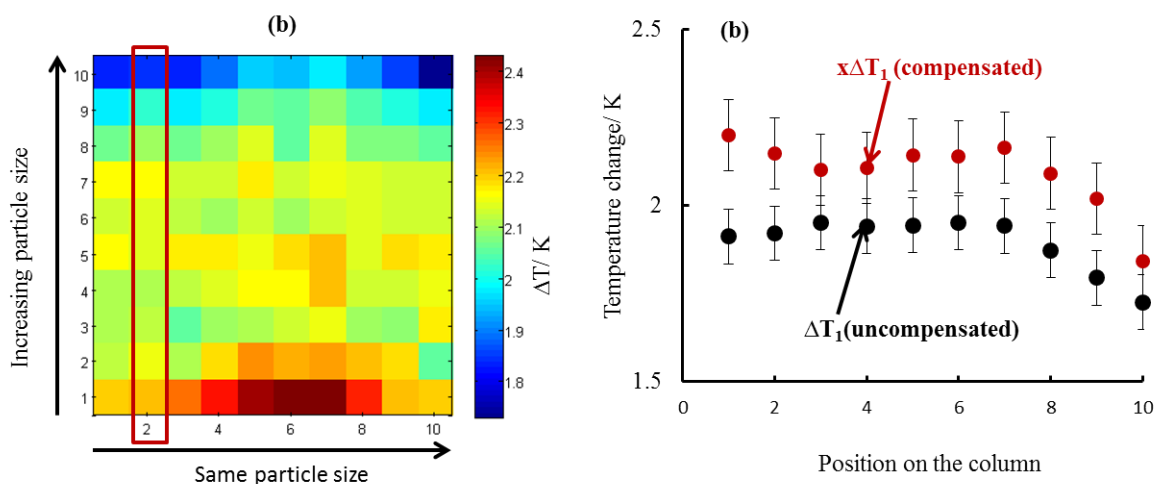 (b)
Increasing particle size
10
9
8
7
6
5
4
3
2
1
2 4 6 8 10
Same particle size
2.4
2.3
2.2
2.1
2
1.9
1.8
ΔT/ K
(b)
Temperature change/ K
2.5
2
1.5
xΔT₁ (compensated)
ΔT₁(uncompensated)
0 2 4 6 8 10
Position on the column